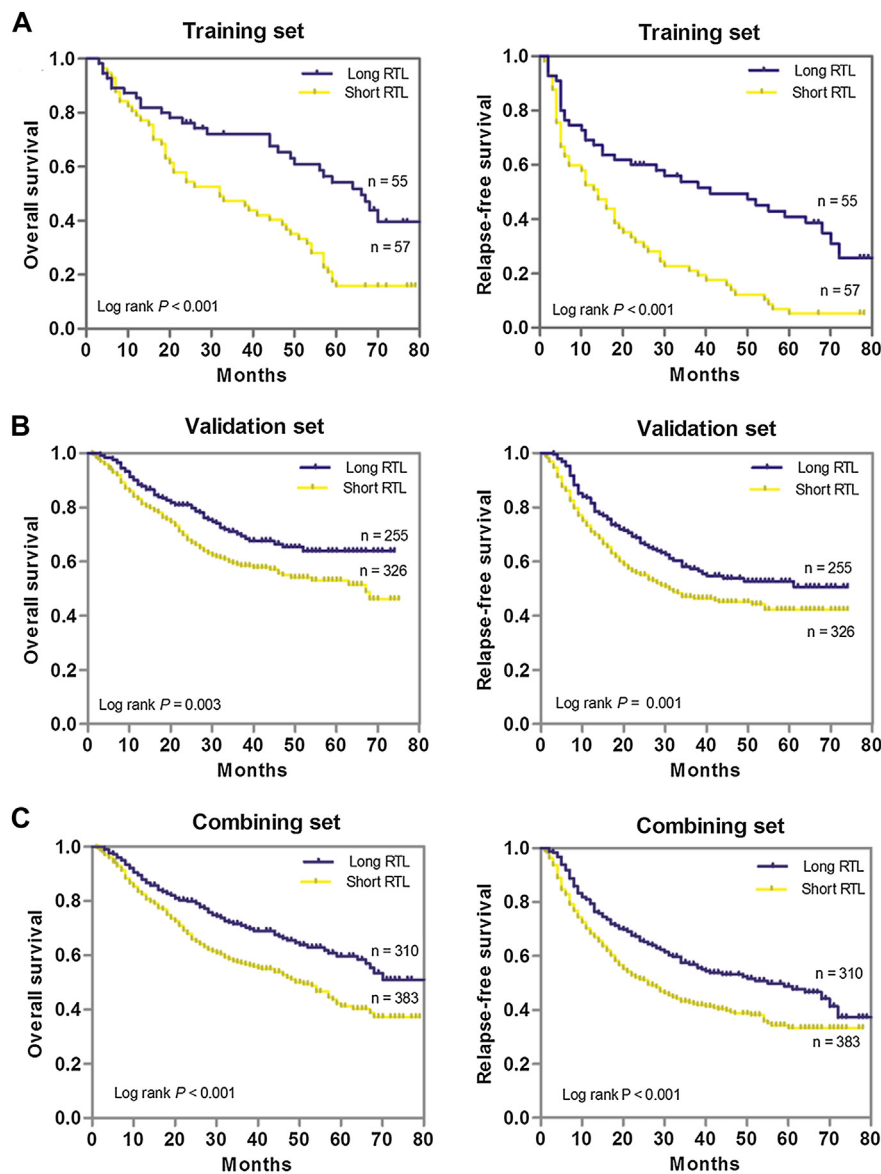 A
Training set
Overall survival
1.0
0.8
0.6
0.4
0.2
0.0
Long RTL
Short RTL
n = 55
n = 57
Log rank P < 0.001
0 10 20 30 40 50 60 70 80
Months
Training set
Relapse-free survival
1.0
0.8
0.6
0.4
0.2
0.0
Long RTL
Short RTL
n = 55
n = 57
Log rank P < 0.001
0 10 20 30 40 50 60 70 80
Months
B
Validation set
Overall survival
1.0
0.8
0.6
0.4
0.2
0.0
Long RTL
Short RTL
n = 255
n = 326
Log rank P = 0.003
0 10 20 30 40 50 60 70 80
Months
Validation set
Relapse-free survival
1.0
0.8
0.6
0.4
0.2
0.0
Long RTL
Short RTL
n = 255
n = 326
Log rank P = 0.001
0 10 20 30 40 50 60 70 80
Months
C
Combining set
Overall survival
1.0
0.8
0.6
0.4
0.2
0.0
Long RTL
Short RTL
n = 310
n = 383
Log rank P < 0.001
0 10 20 30 40 50 60 70 80
Months
Combining set
Relapse-free survival
1.0
0.8
0.6
0.4
0.2
0.0
Long RTL
Short RTL
n = 310
n = 383
Log rank P < 0.001
0 10 20 30 40 50 60 70 80
Months